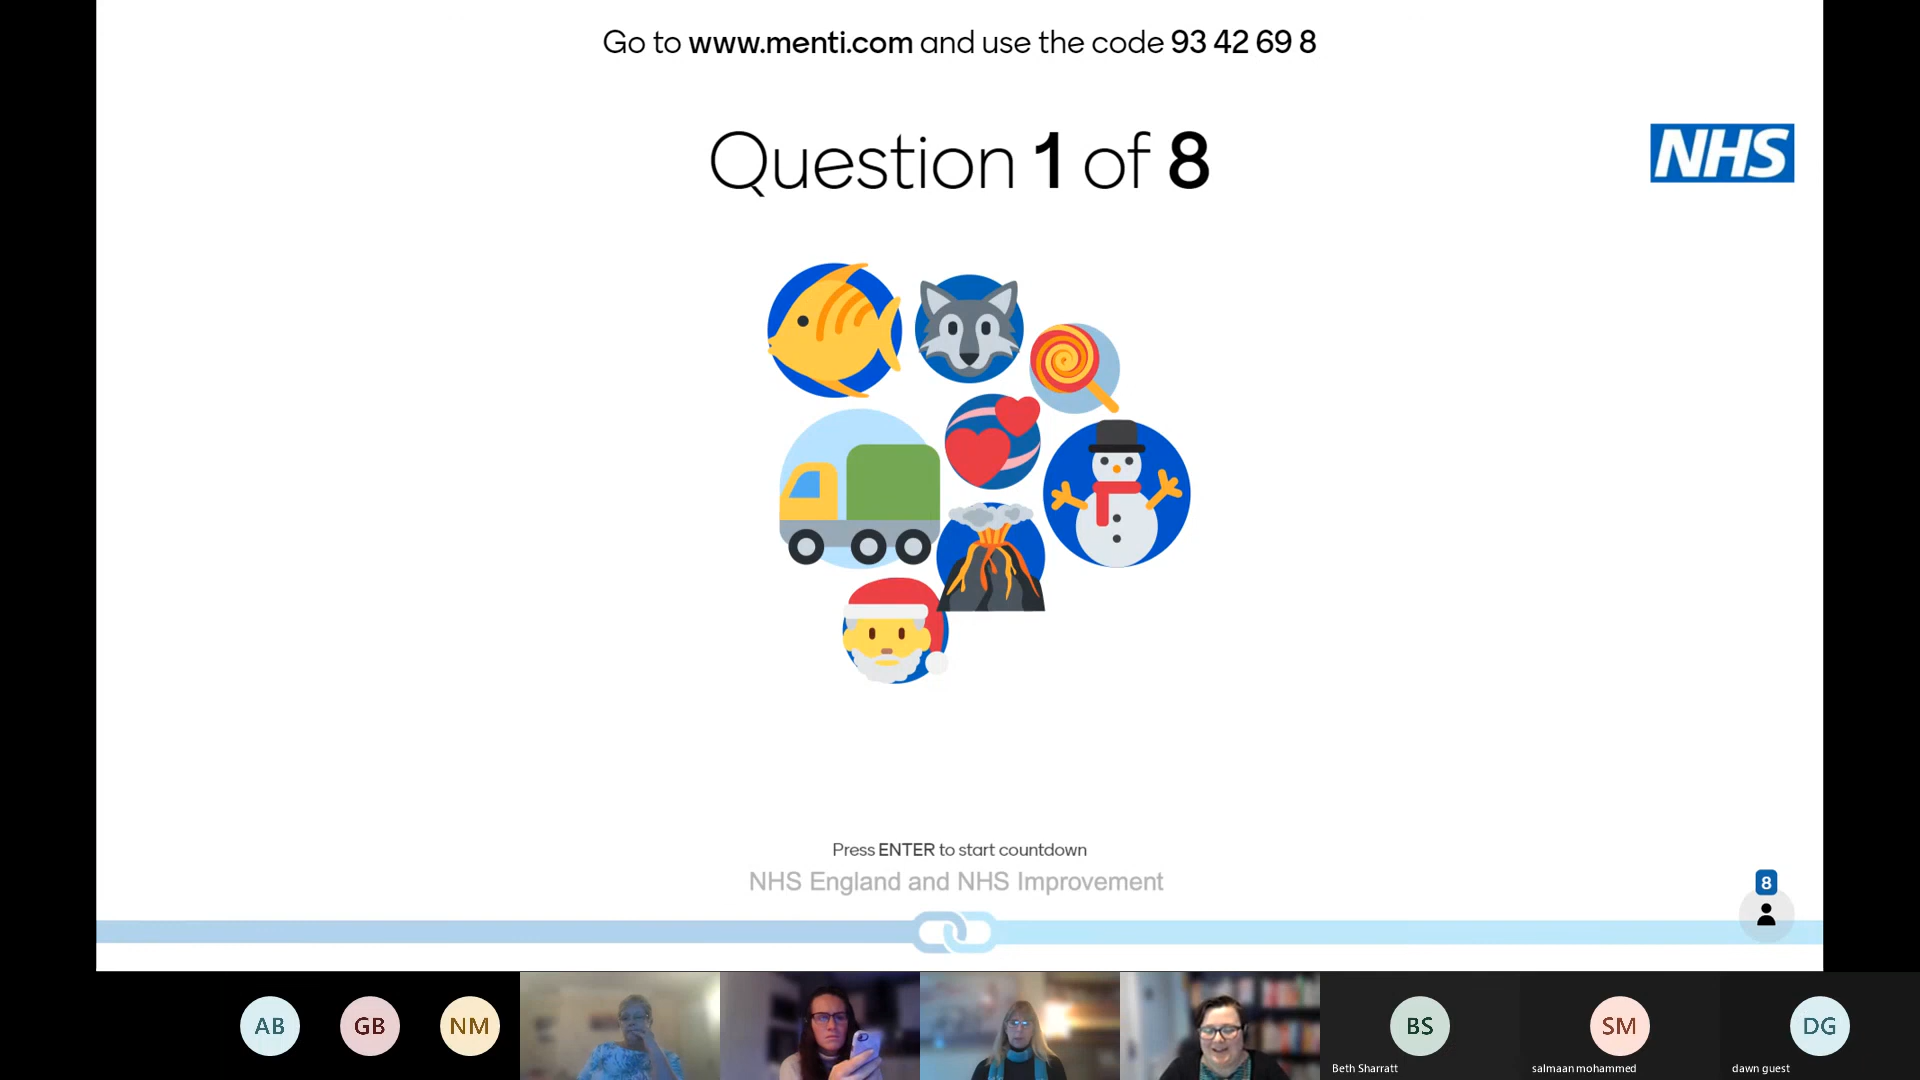 Go to www.menti.com and use the code 93 42 69 8
Question 1 of 8
NHS
Press ENTER to start countdown
NHS England and NHS Improvement
8
AB
GB
NM
BS
SM
DG
Beth Sharratt
salmaan mohammed
dawn guest